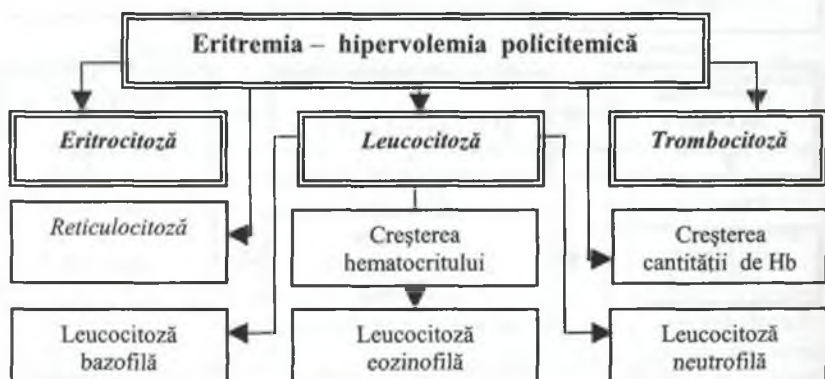 Eritremia – hipervolemia policitemică
Eritrocitoză
Leucocitoză
Trombocitoză
Reticulocitoză
Creşterea
hematocritului
Creşterea
cantităţii de Hb
Leucocitoză
bazofilă
Leucocitoză
eozinofilă
Leucocitoză
neutrofilă